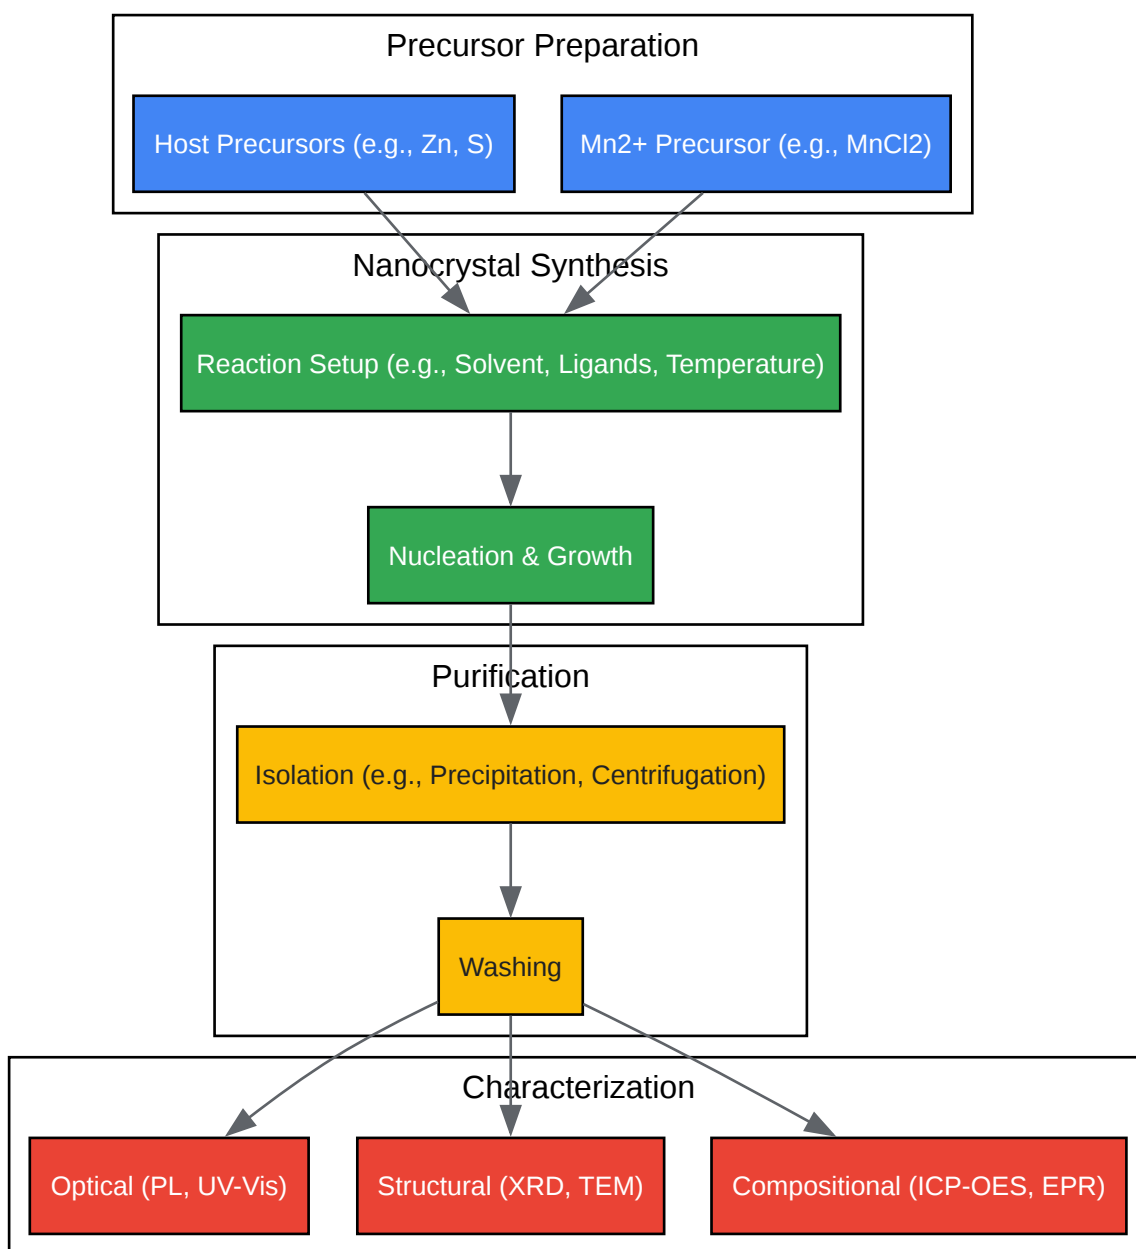 Precursor Preparation
Host Precursors (e.g., Zn, S)
Mn2+ Precursor (e.g., MnCl2)
Nanocrystal Synthesis
Reaction Setup (e.g., Solvent, Ligands, Temperature)
Nucleation & Growth
Purification
Isolation (e.g., Precipitation, Centrifugation)
Washing
Characterization
Optical (PL, UV-Vis)
Structural (XRD, TEM)
Compositional (ICP-OES, EPR)